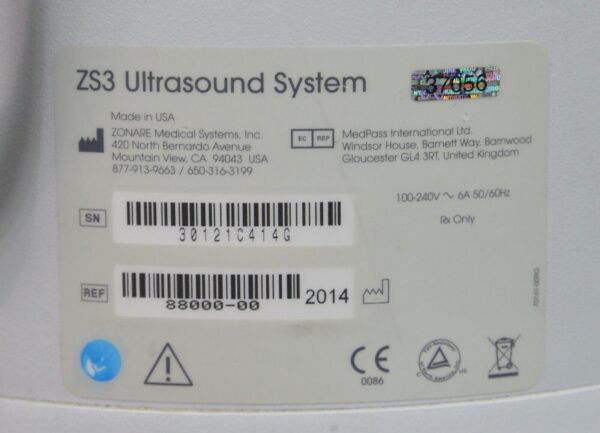 ZS3 Ultrasound System
37056
Made in USA
ZONARE Medical Systems, Inc.
420 North Bernardo Avenue
Mountain View, CA 94043 USA
877-913-9663 / 650-316-3199
EC REP
MedPass International Ltd.
Windsor House, Barnett Way, Barnwood
Gloucester GL4 3RT, United Kingdom
100-240V ~ 6A 50/60Hz
Rx Only
SN
30121C414G
REF
88000-00
2014
CE
0086